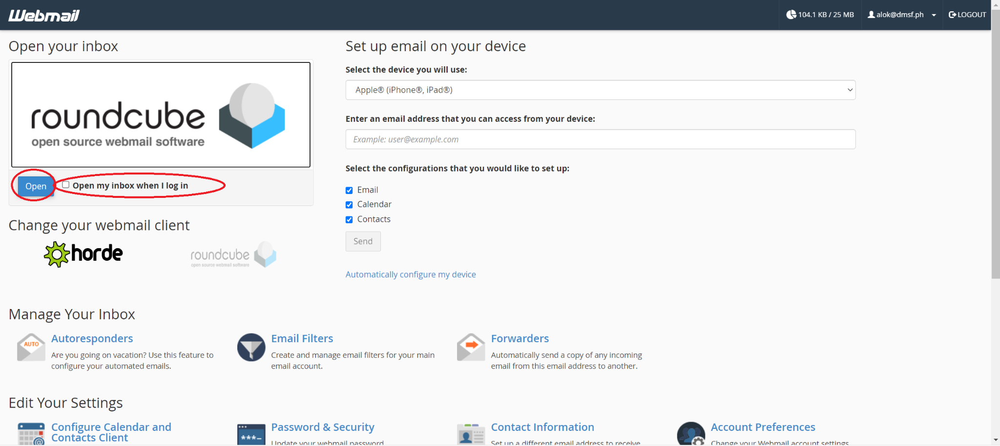 Webmail
104.1 KB / 25 MB
alok@dmsf.ph
LOGOUT
Open your inbox
roundcube
open source webmail software
Open
Open my inbox when I log in
Change your webmail client
horde
roundcube
open source webmail software
Set up email on your device
Select the device you will use:
Apple® (iPhone®, iPad®)
Enter an email address that you can access from your device:
Example: user@example.com
Select the configurations that you would like to set up:
Email
Calendar
Contacts
Send
Automatically configure my device
Manage Your Inbox
AUTO
Autoresponders
Are you going on vacation? Use this feature to
configure your automated emails.
Email Filters
Create and manage email filters for your main
email account.
Forwarders
Automatically send a copy of any incoming
email from this email address to another.
Edit Your Settings
@
Configure Calendar and
Contacts Client
***_
Password & Security
Update your webmail password
Contact Information
Set up a different email address to receive
Account Preferences
Change your Webmail account settings